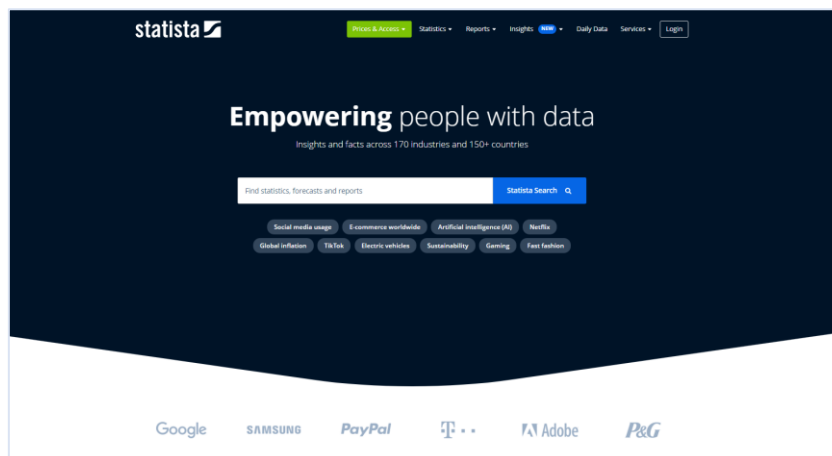 statista
Prices & Access Statistics Reports Insights NEW Daily Data Services Login
Empowering people with data
Insights and facts across 170 industries and 150+ countries
Find statistics, forecasts and reports Statista Search
Social media usage E-commerce worldwide Artificial intelligence (AI) Netflix
Global inflation TikTok Electric vehicles Sustainability Gaming Fast fashion
Google SAMSUNG PayPal T Adobe P&G